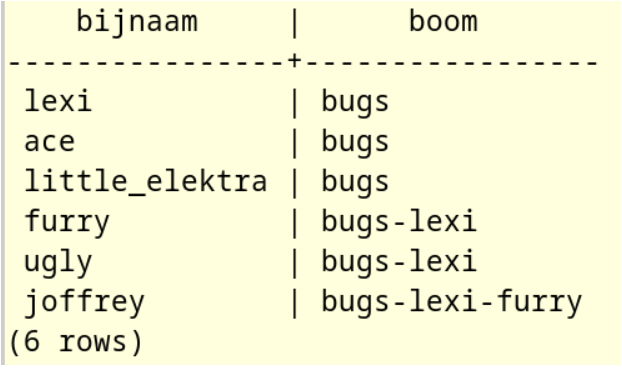 bijnaam | boom
----------------+-----------------
lexi | bugs
ace | bugs
little_elektra | bugs
furry | bugs-lexi
ugly | bugs-lexi
joffrey | bugs-lexi-furry
(6 rows)